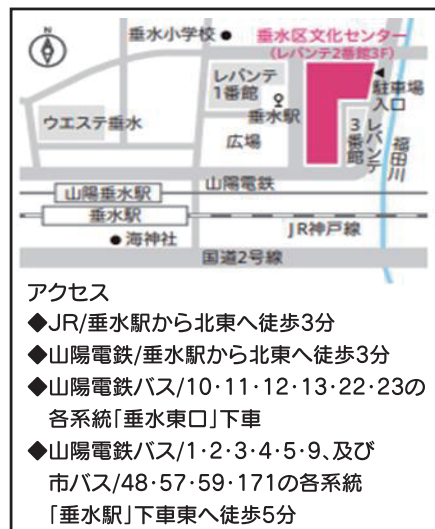 N
垂水小学校
垂水区文化センター
(レバンテ2番館3F)
レバンテ
1番館
垂水駅
駐車場
入口
ウエステ垂水
広場
レバンテ
3番館
福田川
山陽電鉄
山陽垂水駅
垂水駅
JR神戸線
海神社
国道2号線
アクセス
◆JR/垂水駅から北東へ徒歩3分
◆山陽電鉄/垂水駅から北東へ徒歩3分
◆山陽電鉄バス/10・11・12・13・22・23の
各系統「垂水東口」下車
◆山陽電鉄バス/1・2・3・4・5・9、及び
市バス/48・57・59・171の各系統
「垂水駅」下車東へ徒歩5分